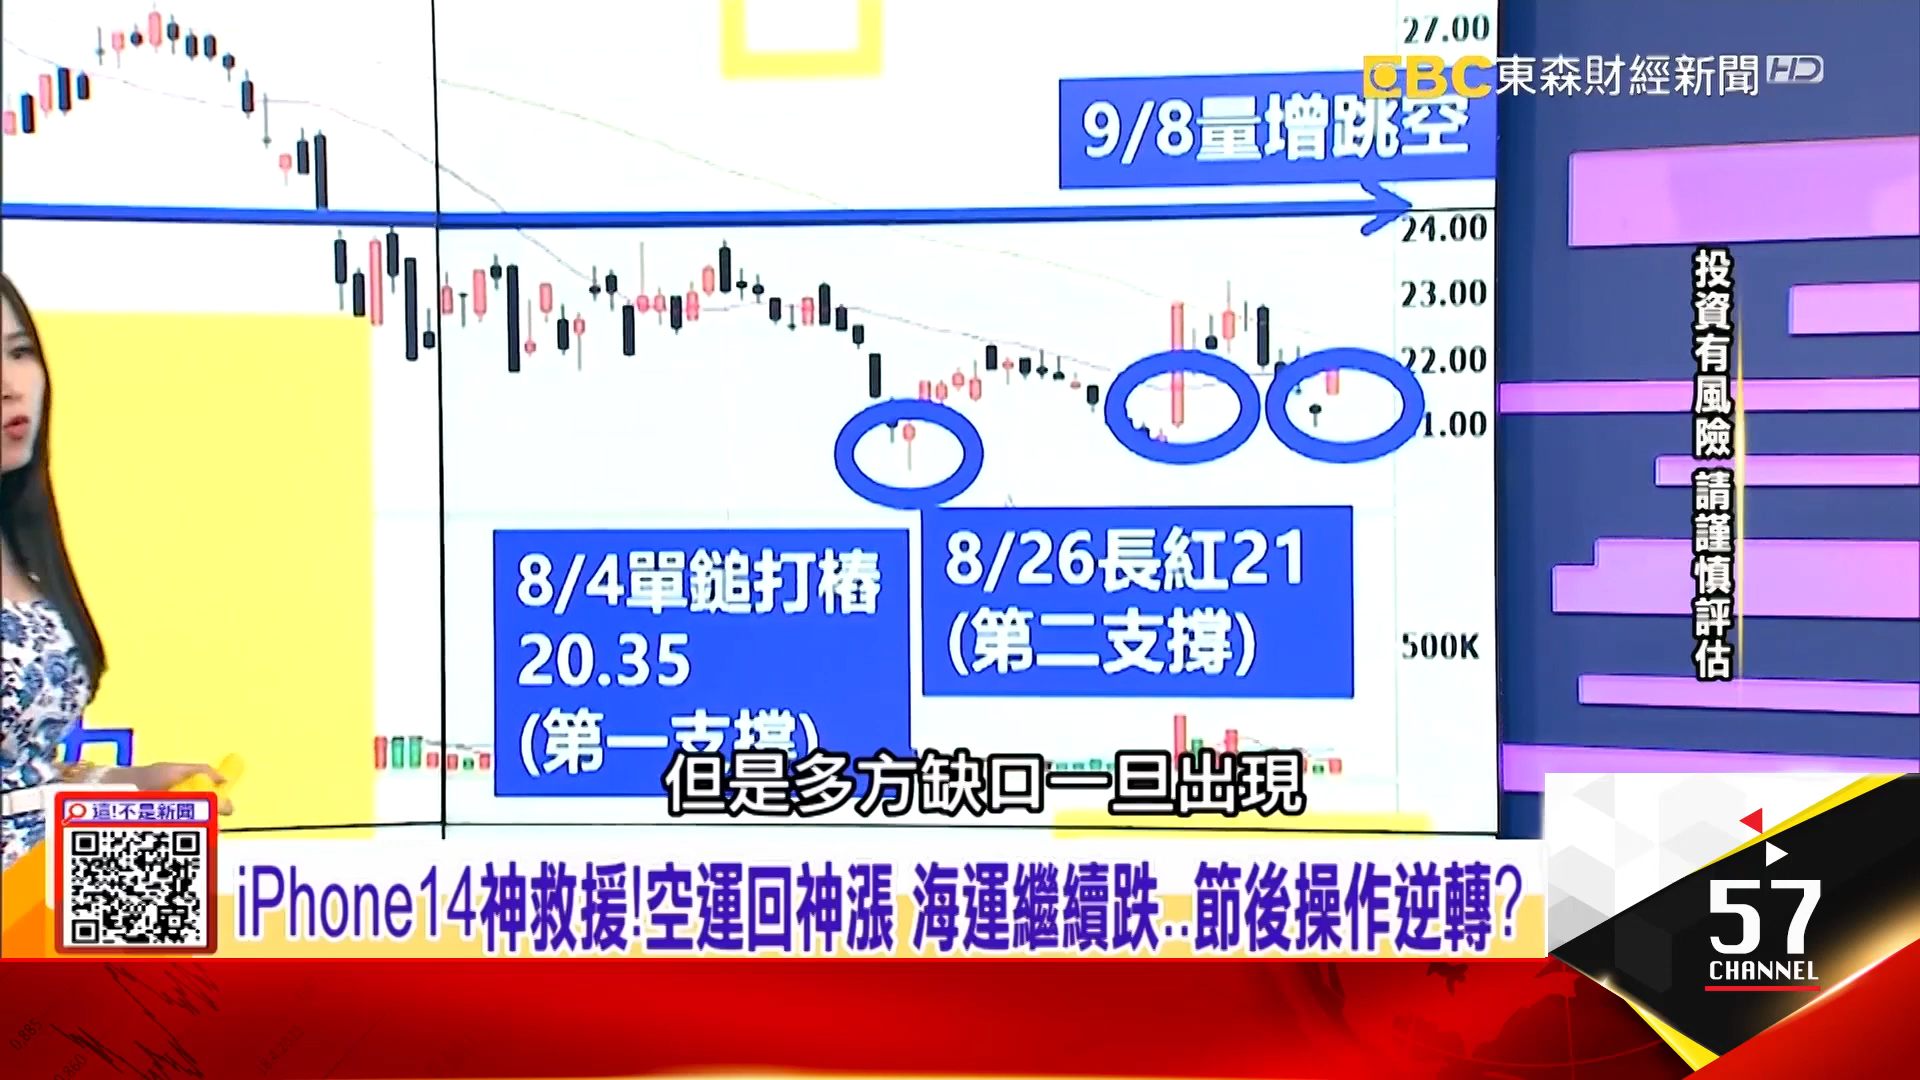 27.00
EBC東森財經新聞HD
9/8量增跳空
24.00
23.00
22.00
1.00
8/4單鎚打樁
20.35
(第一支撐)
8/26長紅21
(第二支撐)
500K
投資有風險 請謹慎評估
但是多方缺口一旦出現
這!不是新聞
iPhone14神救援!空運回神漲 海運繼續跌..節後操作逆轉?
57
CHANNEL
0.885
0.860